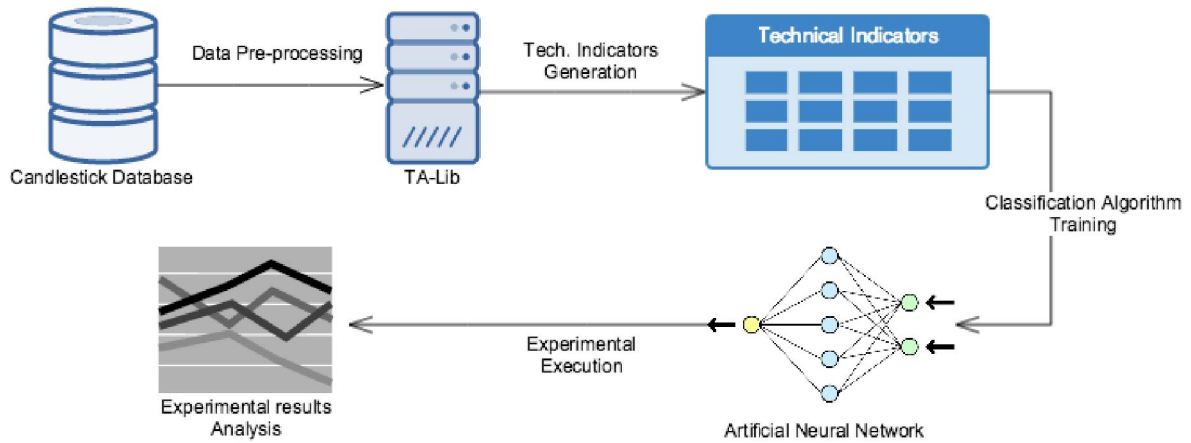 Data Pre-processing
Tech. Indicators
Generation
Technical Indicators
Candlestick Database
TA-Lib
Classification Algorithm
Training
Experimental
Execution
Experimental results
Analysis
Artificial Neural Network